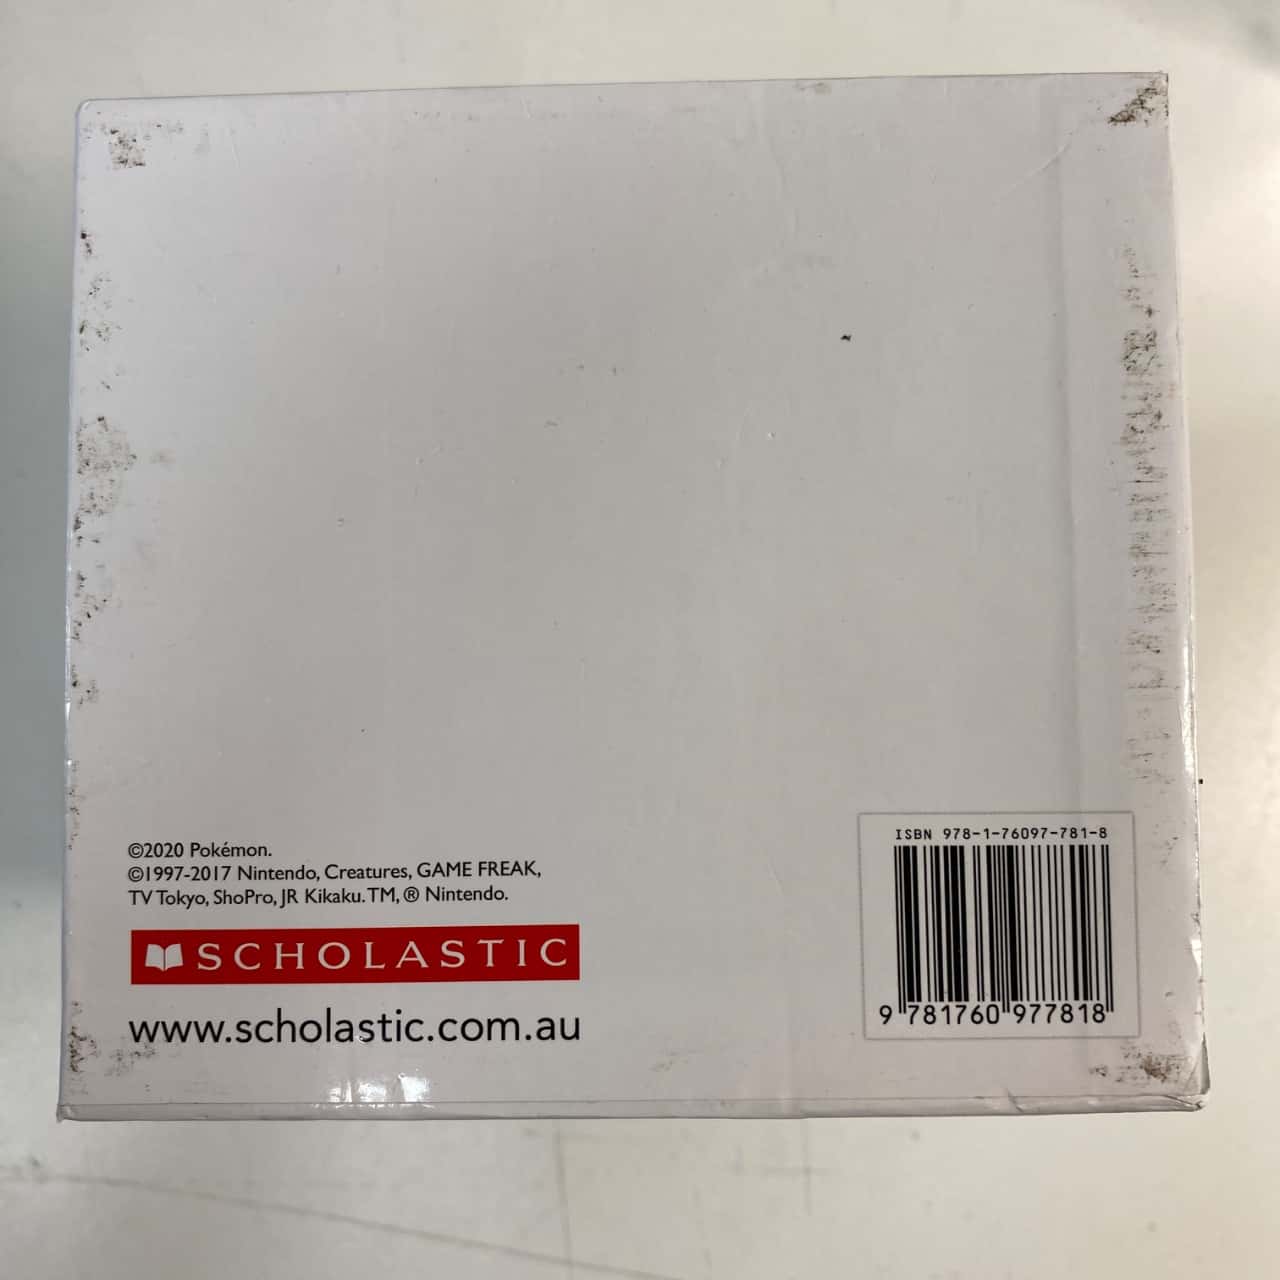 ©2020 Pokémon.
©1997-2017 Nintendo, Creatures, GAME FREAK,
TV Tokyo, ShoPro, JR Kikaku. TM, ® Nintendo.
SCHOLASTIC
www.scholastic.com.au
ISBN 978-1-76097-781-8
9 781760 977818